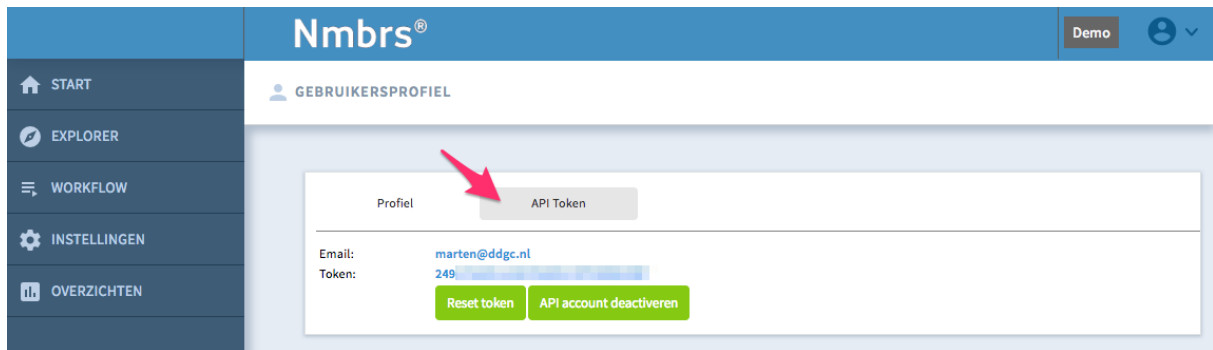 Nmbrs®
Demo
START
EXPLORER
WORKFLOW
INSTELLINGEN
OVERZICHTEN
GEBRUIKERSPROFIEL
Profiel API Token
Email: marten@ddgc.nl
Token: 249
Reset token API account deactiveren